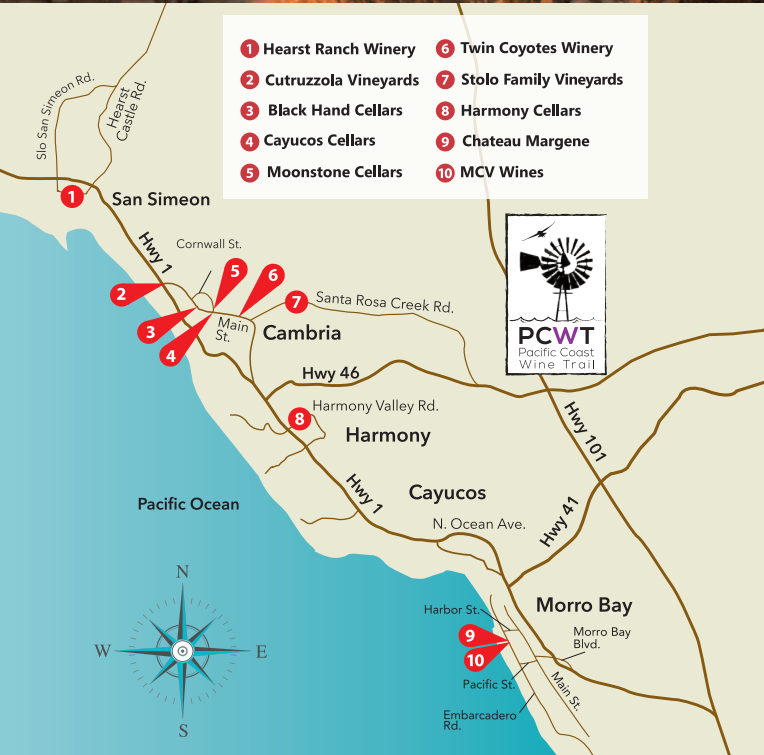 1 Hearst Ranch Winery
2 Cutruzzola Vineyards
3 Black Hand Cellars
4 Cayucos Cellars
5 Moonstone Cellars
6 Twin Coyotes Winery
7 Stolo Family Vineyards
8 Harmony Cellars
9 Chateau Margene
10 MCV Wines
Slo San Simeon Rd.
Hearst
Castle Rd.
1
San Simeon
Hwy 1
Cornwall St.
2
3
4
5
6
7
Santa Rosa Creek Rd.
Main
St.
Cambria
PCWT
Pacific Coast
Wine Trail
Hwy 46
8
Harmony Valley Rd.
Harmony
Hwy 101
Pacific Ocean
Hwy 1
Cayucos
N. Ocean Ave.
Hwy 41
Morro Bay
Harbor St.
9
10
Morro Bay
Blvd.
Pacific St.
Main St.
Embarcadero
Rd.
N
W
E
S